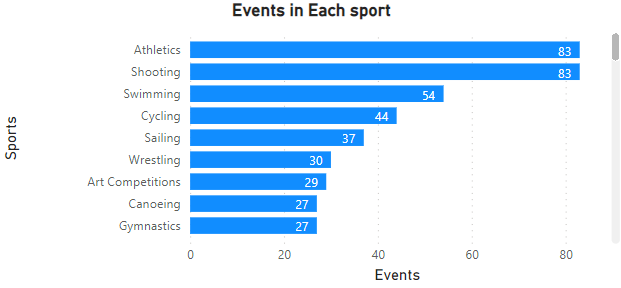 Events in Each sport
Sports
Athletics 83
Shooting 83
Swimming 54
Cycling 44
Sailing 37
Wrestling 30
Art Competitions 29
Canoeing 27
Gymnastics 27
0 20 40 60 80
Events